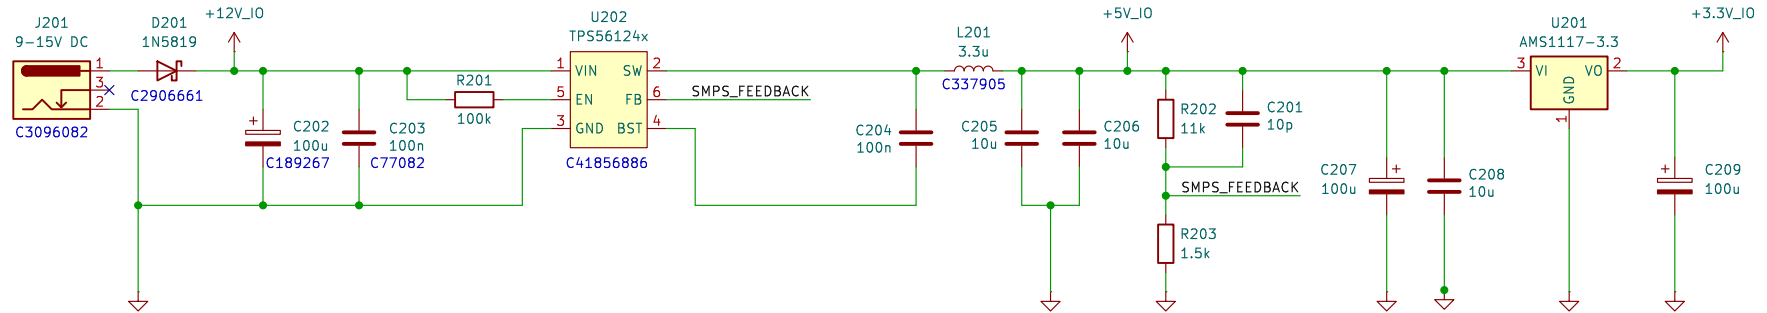 J201
9-15V DC
1
3
2
C3096082
D201
1N5819
C2906661
+12V_IO
+
C202
100u
C189267
C203
100n
C77082
R201
100k
U202
TPS56124x
1 VIN SW 2
5 EN FB 6
3 GND BST 4
C41856886
SMPS_FEEDBACK
C204
100n
L201
3.3u
C337905
C205
10u
C206
10u
+5V_IO
R202
11k
C201
10p
SMPS_FEEDBACK
R203
1.5k
C207
100u
+
C208
10u
U201
AMS1117-3.3
3 VI VO 2
GND
1
+3.3V_IO
+
C209
100u